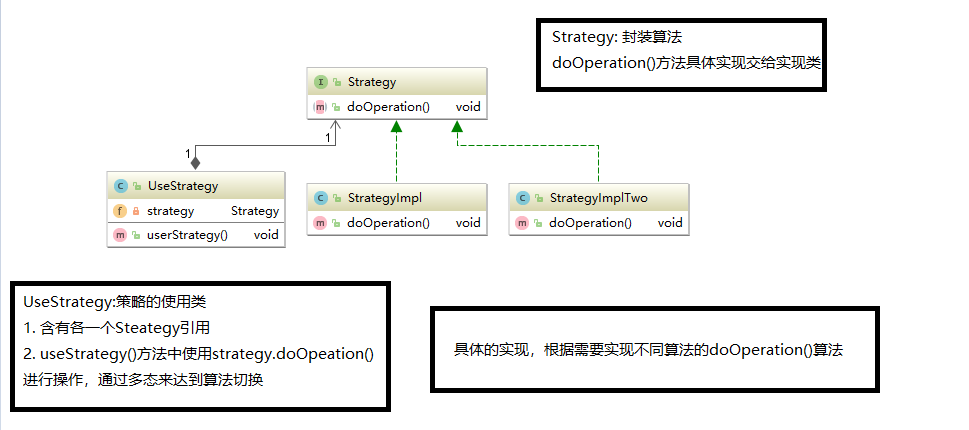 Strategy: 封装算法
doOperation()方法具体实现交给实现类
I Strategy
m doOperation() void
1
1
C UseStrategy
f strategy Strategy
m userStrategy() void
C StrategyImpl
m doOperation() void
C StrategyImplTwo
m doOperation() void
UseStrategy:策略的使用类
1. 含有各一个Steategy引用
2. useStrategy()方法中使用strategy.doOpeation()
进行操作，通过多态来达到算法切换
具体的实现，根据需要实现不同算法的doOperation()算法